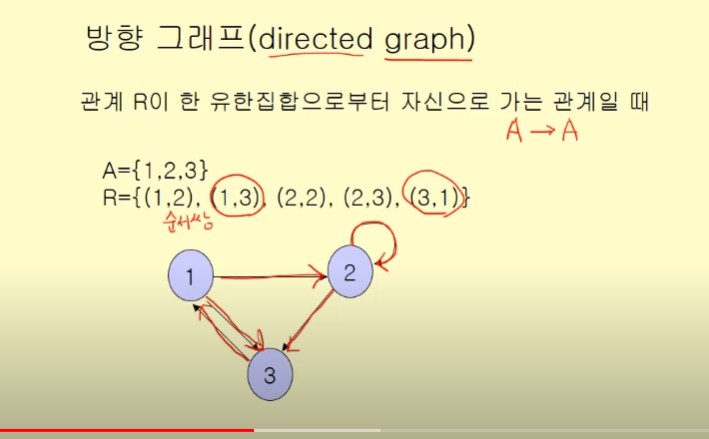 방향 그래프(directed graph)
관계 R이 한 유한집합으로부터 자신으로 가는 관계일 때
A → A
A={1,2,3}
R={(1,2), (1,3), (2,2), (2,3), (3,1)}
순서쌍
1
2
3